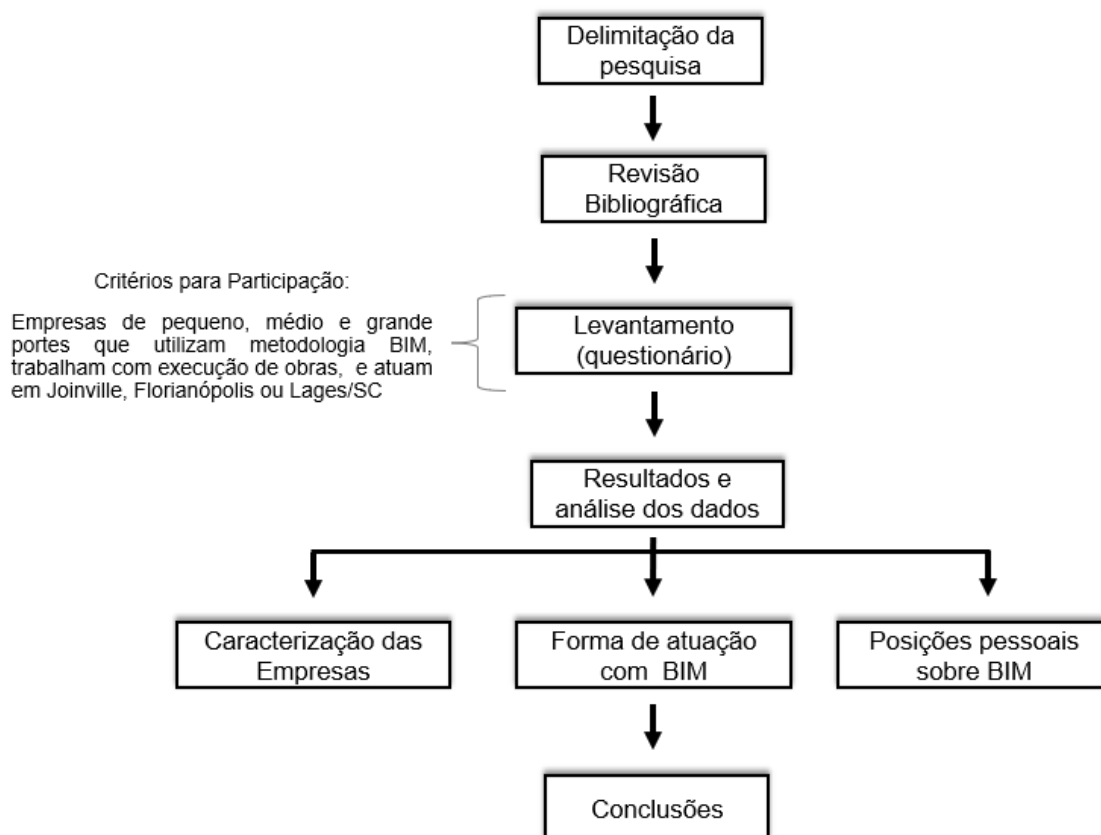 Delimitação da
pesquisa
Revisão
Bibliográfica
Critérios para Participação:
Empresas de pequeno, médio e grande
portes que utilizam metodologia BIM,
trabalham com execução de obras, e atuam
em Joinville, Florianópolis ou Lages/SC
Levantamento
(questionário)
Resultados e
análise dos dados
Caracterização das
Empresas
Forma de atuação
com BIM
Posições pessoais
sobre BIM
Conclusões